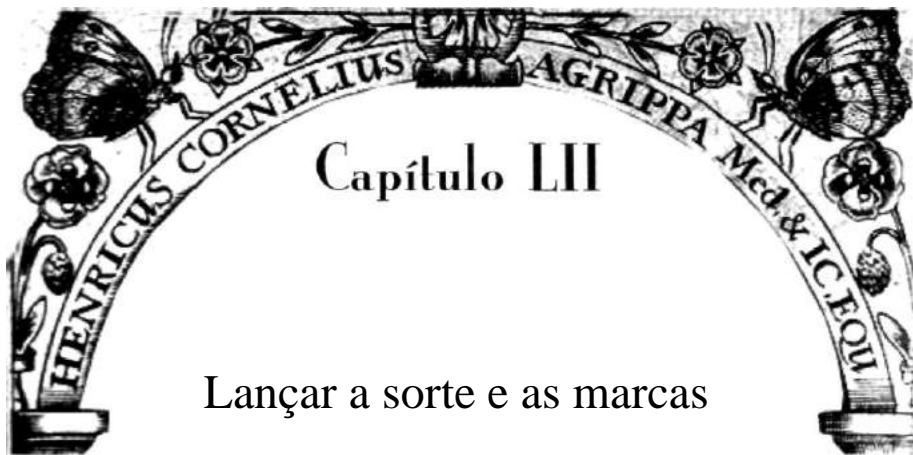 HENRICUS CORNELIUS AGRIPPA Med. & IC. EQU
Capítulo LII
Lançar a sorte e as marcas